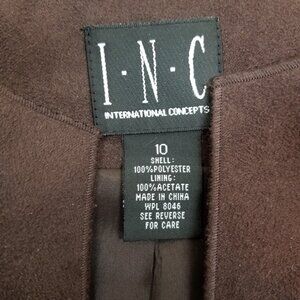 I·N·C
INTERNATIONAL CONCEPTS
10
SHELL:
100%POLYESTER
LINING:
100%ACETATE
MADE IN CHINA
WPL 8046
SEE REVERSE
FOR CARE